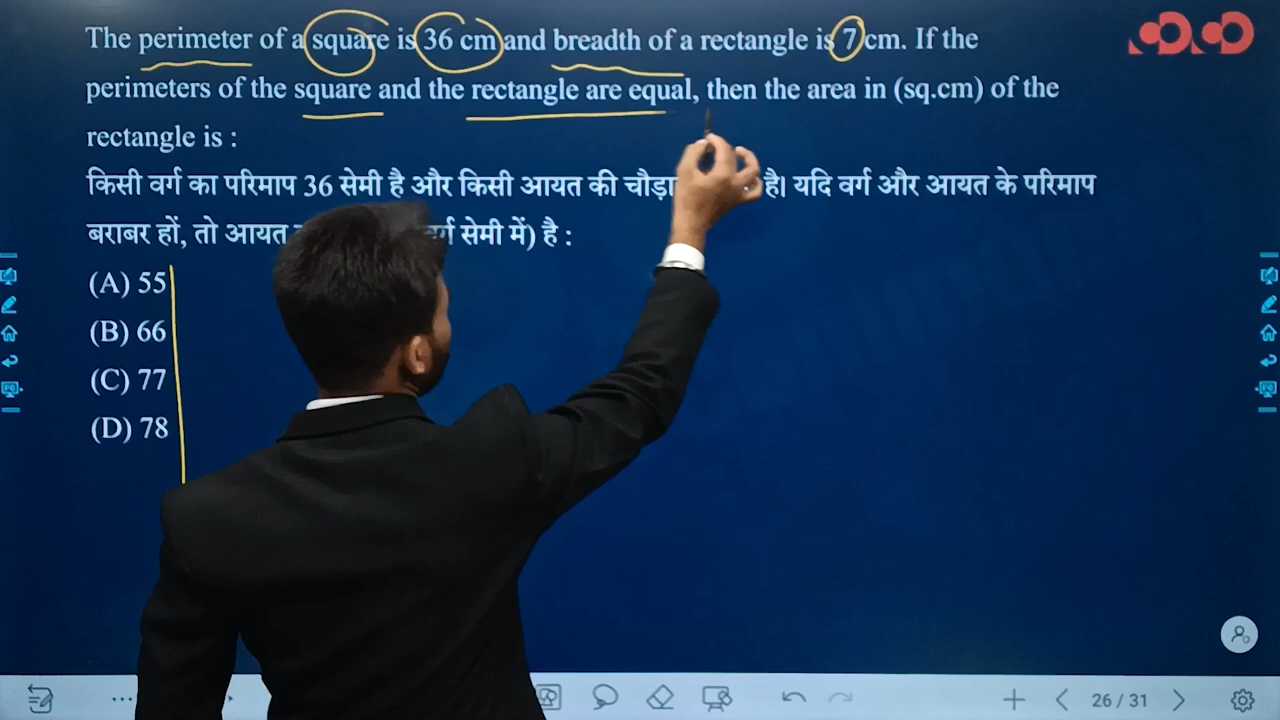 The perimeter of a square is 36 cm and breadth of a rectangle is 7 cm. If the
perimeters of the square and the rectangle are equal, then the area in (sq.cm) of the
rectangle is :
किसी वर्ग का परिमाप 36 सेमी है और किसी आयत की है। यदि वर्ग और आयत के परिमाप
बराबर हों, तो आयत सेमी में) है :
(A) 55
(B) 66
(C) 77
(D) 78
26 / 31